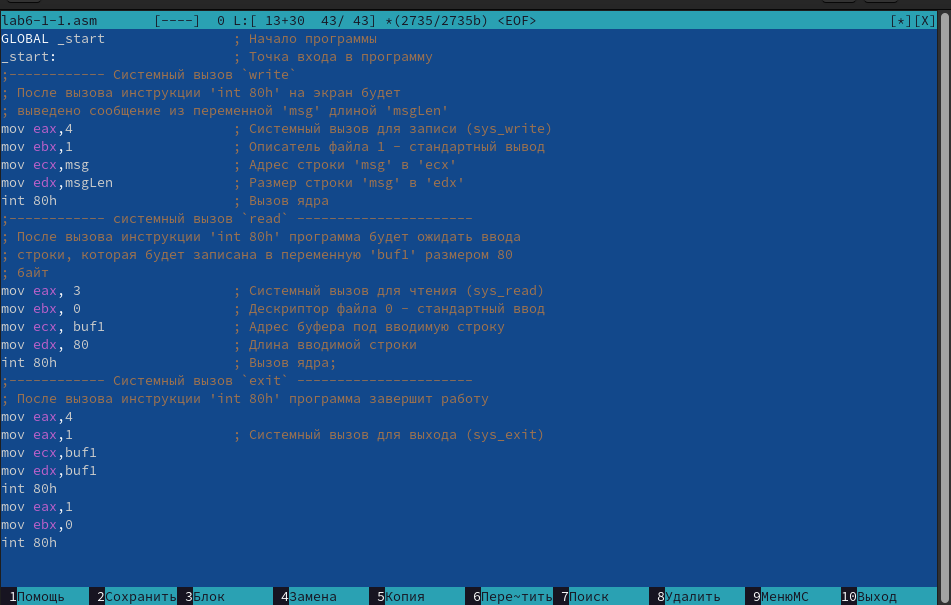 lab6-1-1.asm [----] 0 L:[ 13+30 43/ 43] *(2735/2735b) <EOF> [*][X]
GLOBAL _start ; Начало программы
_start: ; Точка входа в программу
;------------ Системный вызов `write`
; После вызова инструкции 'int 80h' на экран будет
; выведено сообщение из переменной 'msg' длиной 'msgLen'
mov eax,4 ; Системный вызов для записи (sys_write)
mov ebx,1 ; Описатель файла 1 - стандартный вывод
mov ecx,msg ; Адрес строки 'msg' в 'ecx'
mov edx,msgLen ; Размер строки 'msg' в 'edx'
int 80h ; Вызов ядра
;------------ системный вызов `read` ----------------------
; После вызова инструкции 'int 80h' программа будет ожидать ввода
; строки, которая будет записана в переменную 'buf1' размером 80
; байт
mov eax, 3 ; Системный вызов для чтения (sys_read)
mov ebx, 0 ; Дескриптор файла 0 - стандартный ввод
mov ecx, buf1 ; Адрес буфера под вводимую строку
mov edx, 80 ; Длина вводимой строки
int 80h ; Вызов ядра;
;------------ Системный вызов `exit` ----------------------
; После вызова инструкции 'int 80h' программа завершит работу
mov eax,4
mov eax,1 ; Системный вызов для выхода (sys_exit)
mov ecx,buf1
mov edx,buf1
int 80h
mov eax,1
mov ebx,0
int 80h
1Помощь 2Сохранить 3Блок 4Замена 5Копия 6Пере~тить 7Поиск 8Удалить 9МенюMC 10Выход